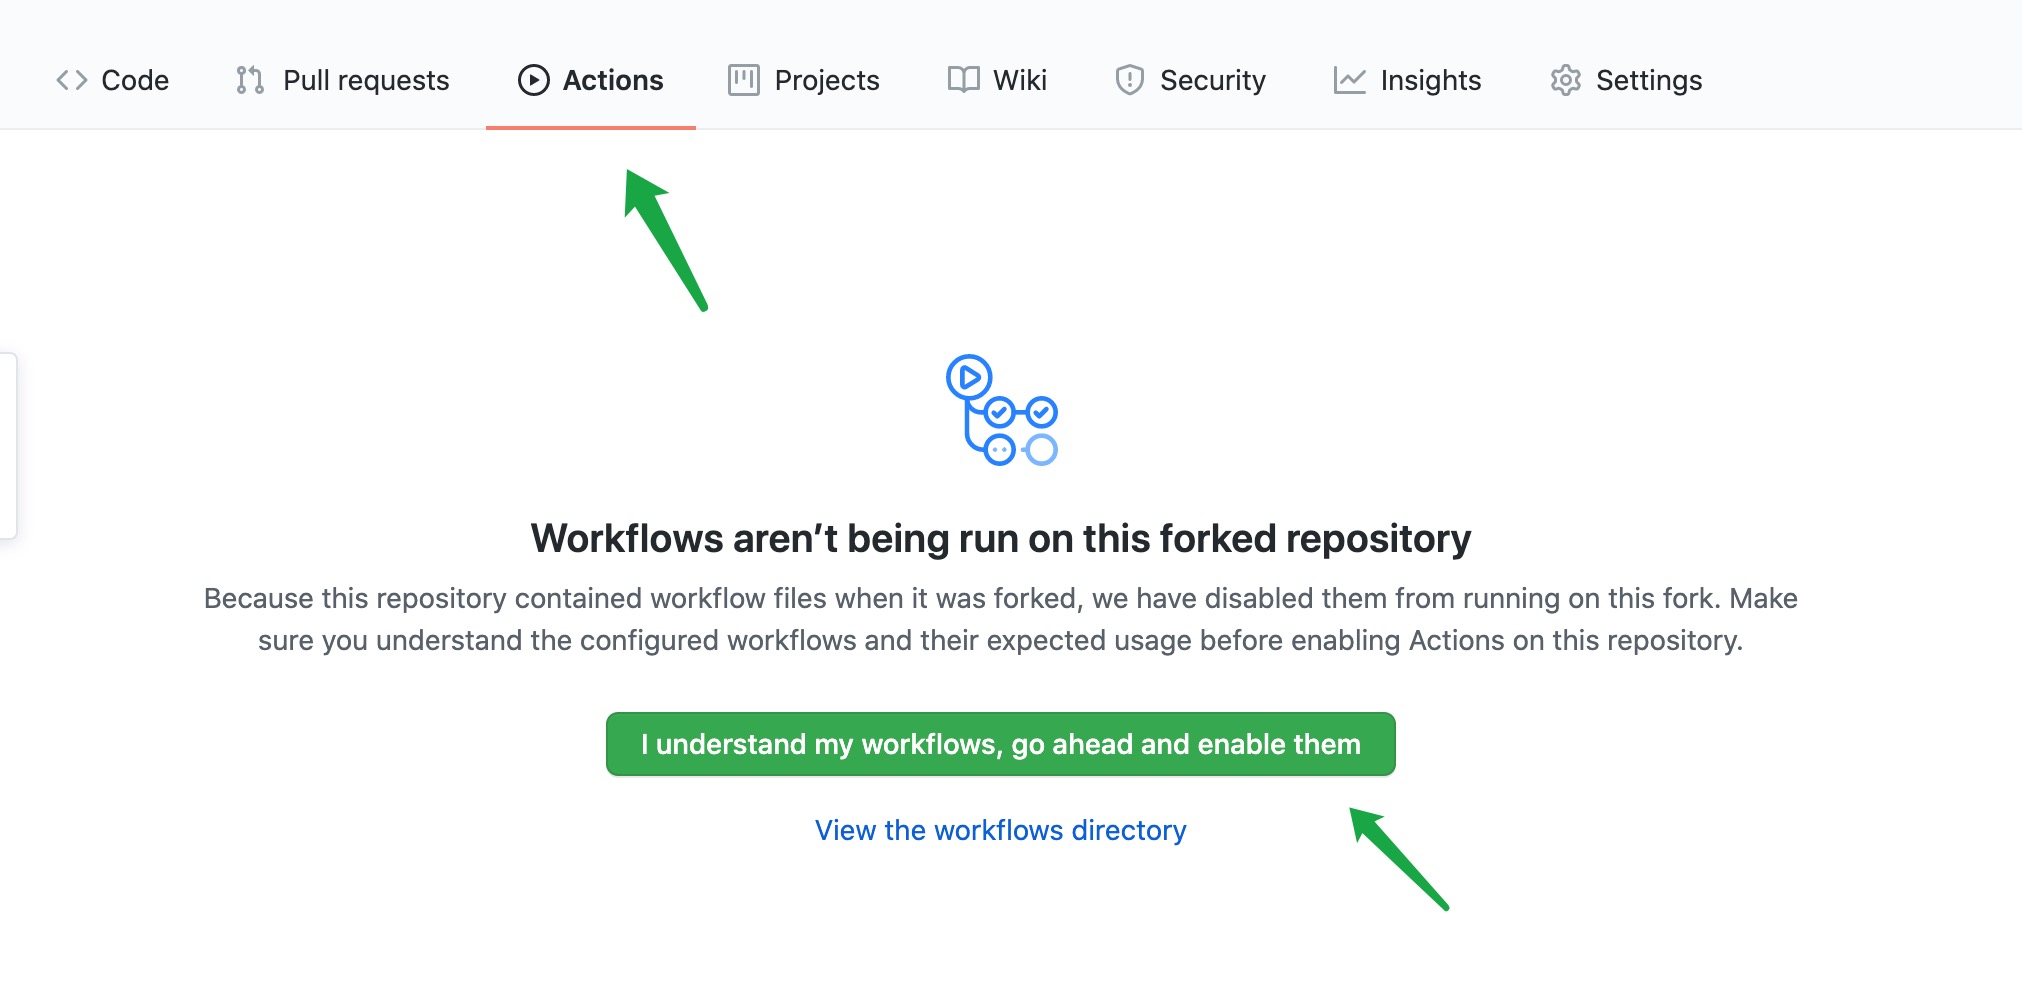 Code Pull requests Actions Projects Wiki Security Insights Settings
Workflows aren’t being run on this forked repository
Because this repository contained workflow files when it was forked, we have disabled them from running on this fork. Make
sure you understand the configured workflows and their expected usage before enabling Actions on this repository.
I understand my workflows, go ahead and enable them
View the workflows directory